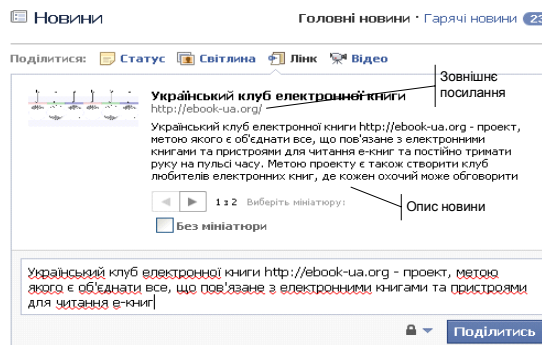 Новини
Головні новини · Гарячі новини 23
Поділитися: Статус Світлина Лінк Відео
Зовнішнє
посилання
Український клуб електронної книги
http://ebook-ua.org/
Український клуб електронної книги http://ebook-ua.org - проект,
метою якого є об'єднати все, що пов'язане з електронними
книгами та пристроями для читання е-книг та постійно тримати
руку на пульсі часу. Метою проекту є також створити клуб
любителів електронних книг, де кожен охочий може обговорити
1 з 2 Виберіть мініатюру:
Опис новини
Без мініатюри
Український клуб електронної книги http://ebook-ua.org - проект, метою
якого є об'єднати все, що пов'язане з електронними книгами та пристроями
для читання е-книг
Поділитись